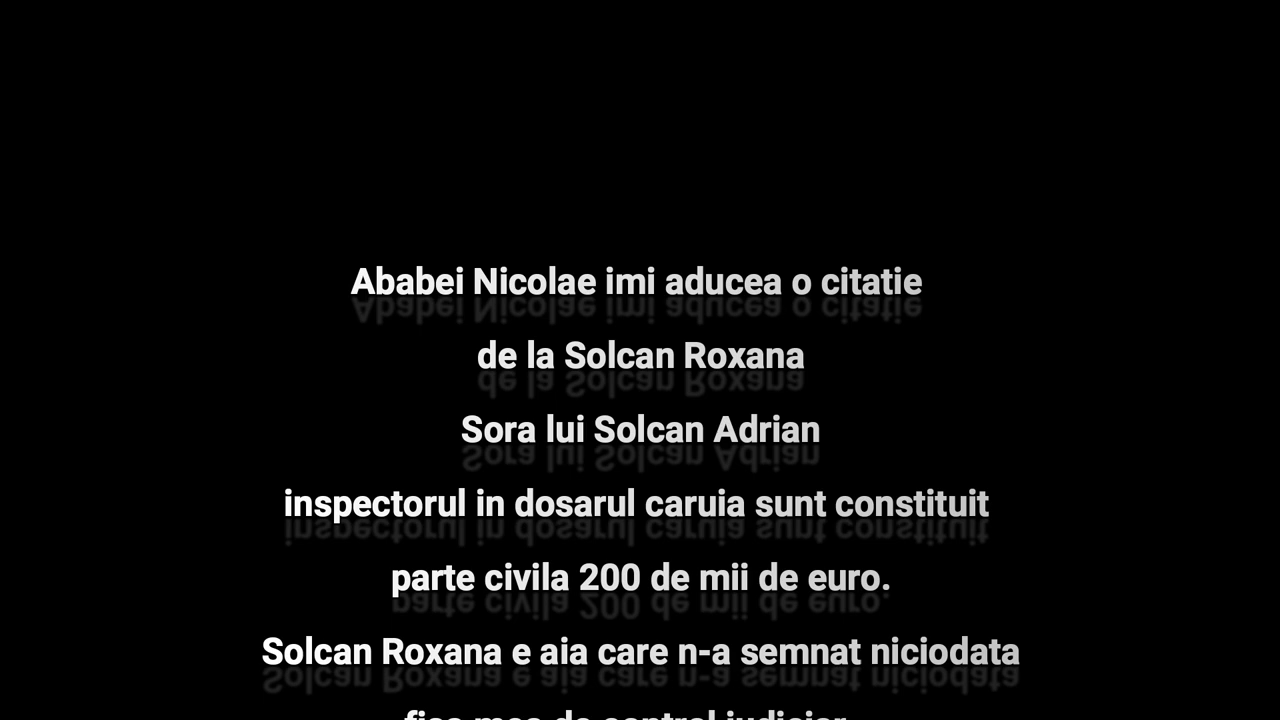 Ababei Nicolae imi aducea o citatie
de la Solcan Roxana
Sora lui Solcan Adrian
inspectorul in dosarul caruia sunt constituit
parte civila 200 de mii de euro.
Solcan Roxana e aia care n-a semnat niciodata
fisa mea de control judiciar